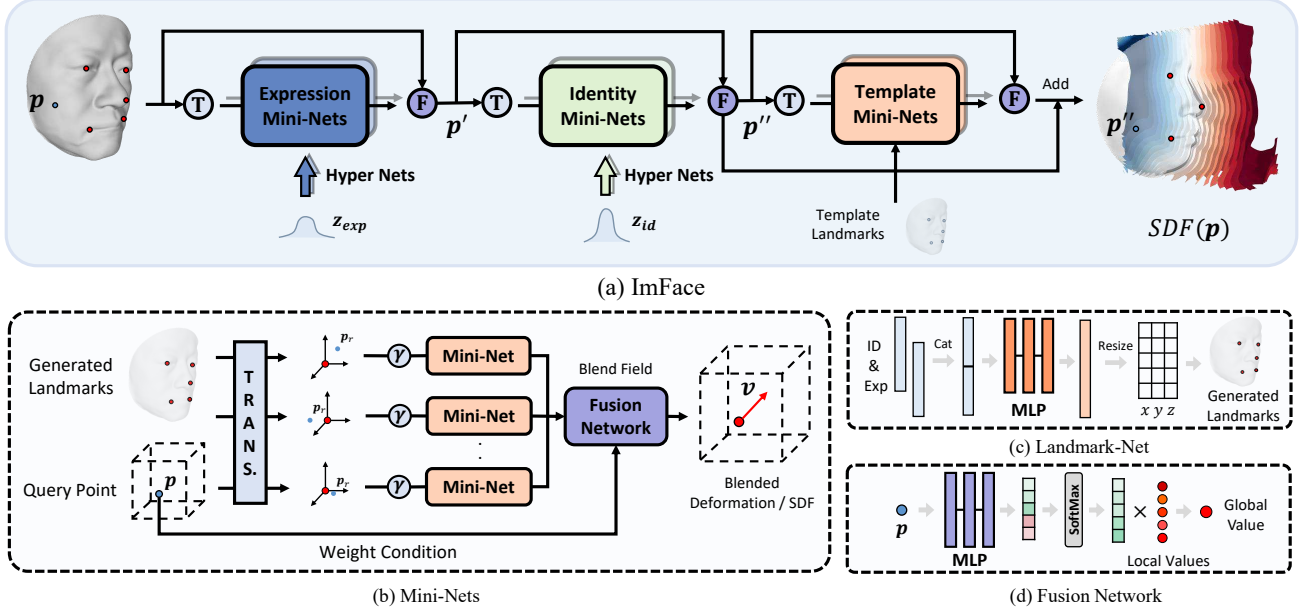 p
T
Expression
Mini-Nets
F
p′
T
Identity
Mini-Nets
F
p″
T
Template
Mini-Nets
F
Add
p″
Hyper Nets
z_exp
Hyper Nets
z_id
Template
Landmarks
SDF(p)
(a) ImFace
Generated
Landmarks
Query Point
p
TRANS.
p_r
γ
Mini-Net
p_r
γ
Mini-Net
p_r
γ
Mini-Net
Blend Field
Fusion
Network
v
Blended
Deformation / SDF
Weight Condition
(b) Mini-Nets
ID
&
Exp
Cat
MLP
Resize
x y z
Generated
Landmarks
(c) Landmark-Net
p
MLP
SoftMax
×
Local Values
Global
Value
(d) Fusion Network